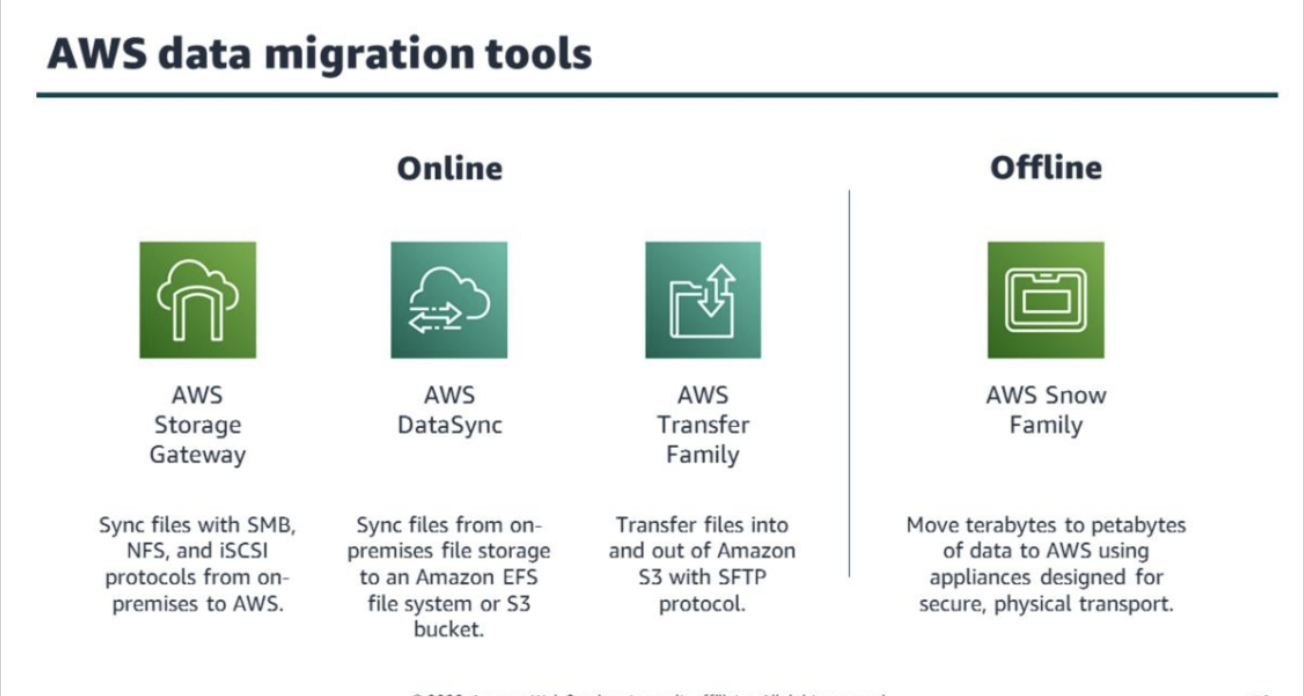 AWS data migration tools
Online
Offline
AWS
Storage
Gateway
AWS
DataSync
AWS
Transfer
Family
AWS Snow
Family
Sync files with SMB,
NFS, and iSCSI
protocols from on-
premises to AWS.
Sync files from on-
premises file storage
to an Amazon EFS
file system or S3
bucket.
Transfer files into
and out of Amazon
S3 with SFTP
protocol.
Move terabytes to petabytes
of data to AWS using
appliances designed for
secure, physical transport.